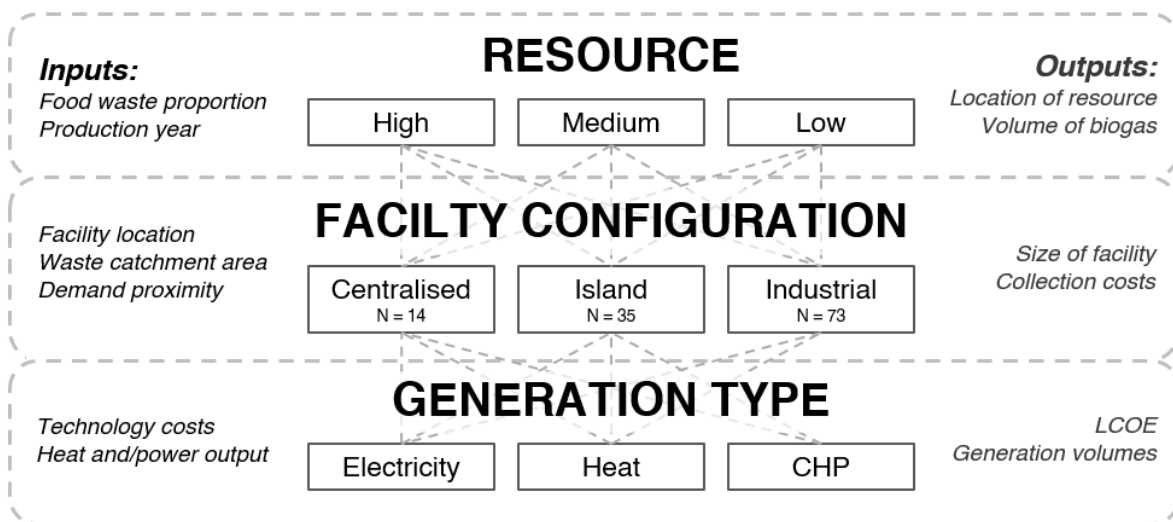 RESOURCE
Inputs:
Food waste proportion
Production year
High
Medium
Low
Outputs:
Location of resource
Volume of biogas
FACILTY CONFIGURATION
Facility location
Waste catchment area
Demand proximity
Centralised
N = 14
Island
N = 35
Industrial
N = 73
Size of facility
Collection costs
GENERATION TYPE
Technology costs
Heat and/power output
Electricity
Heat
CHP
LCOE
Generation volumes